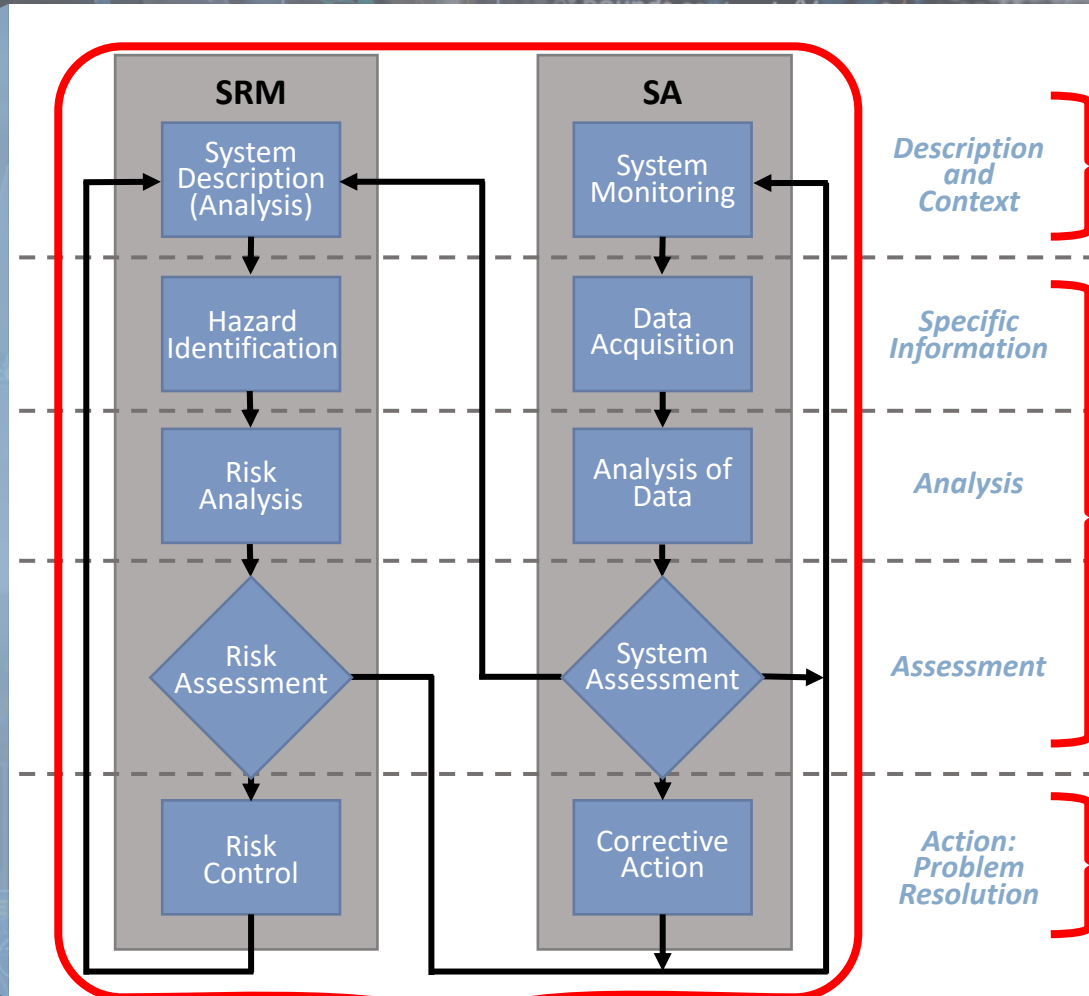 SRM
System
Description
(Analysis)
Hazard
Identification
Risk
Analysis
Risk
Assessment
Risk
Control
SA
System
Monitoring
Data
Acquisition
Analysis of
Data
System
Assessment
Corrective
Action
Description
and
Context
Specific
Information
Analysis
Assessment
Action:
Problem
Resolution